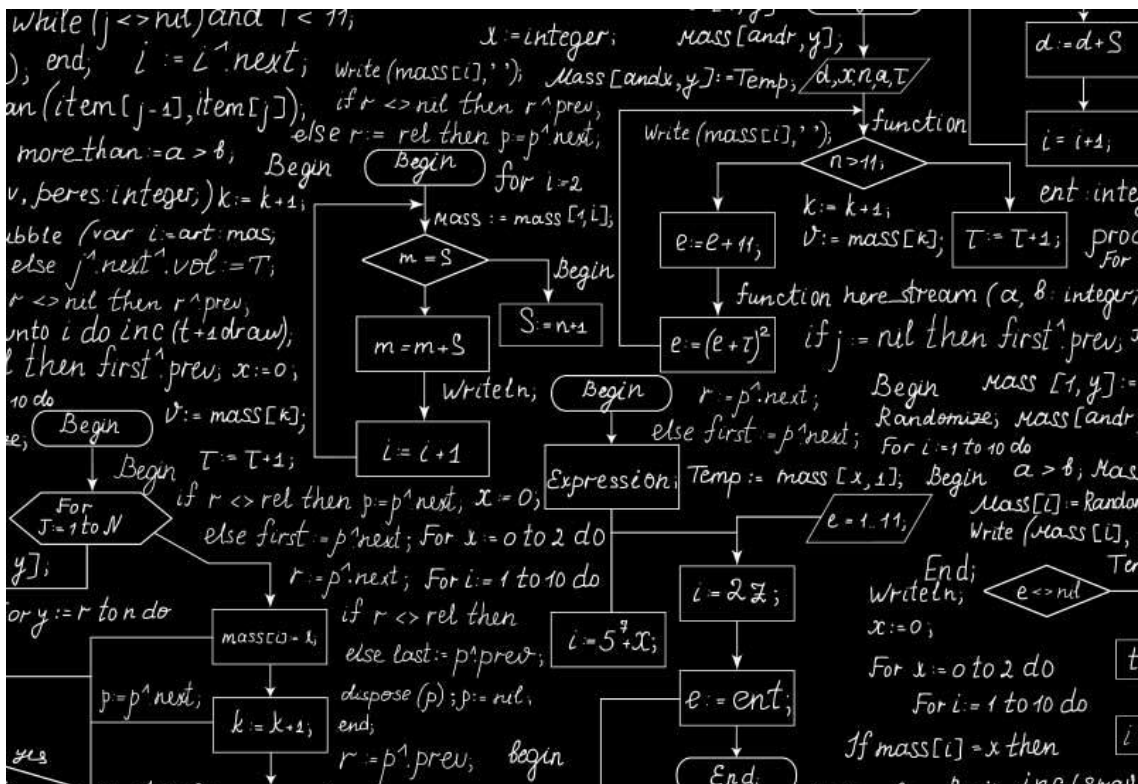 while (j <> nil) and T < 11;
); end; i := i^.next;
an (item[j-1], item[j]);
more_than := a > b;
v, peres: integer;) k := k+1;
ubble (var i := art: mas;
else j^.next^.vol := T;
r <> nil then r^prev;
unto i do inc (t+1 draw);
l then first^.prev; x := 0;
10 do
x := integer;
write (mass[i],' ');
if r <> nil then r^prev;
else r := rel then p := p^.next;
Begin
Begin
for i := 2
mass := mass [1,i];
m = S
Begin
S := n+1
m = m+S
Writeln;
i := i+1
mass [andr, y];
Mass [andx, y] := Temp;
d, x, n, a, τ
Write (mass[i],' ');
function
n > 11;
e := e+11;
k := k+1;
v := mass[k];
τ := τ+1;
e := (e+τ)²
d := d+S
i := i+1;
ent: inte
proc
For
function here_stream (a, b: integer;
if j := nil then first^.prev;
Begin Mass [1,y] :=
Randomize; Mass [andr,
For i := 1 to 10 do
a > b; Mas
Mass[i] := Randor
Write (Mass[i],
Begin
v := mass[k];
Begin
τ := τ+1;
For
J := 1 to N
y];
or y := r to n do
mass[i] =
p := p^.next;
k := k+1;
yes
if r <> rel then p := p^next; x := 0;
else first := p^next; For x := 0 to 2 do
r := p^.next; For i := 1 to 10 do
if r <> rel then
else last := p^.prev;
dispose (p); p := nil;
end;
r := p^.prev; begin
Begin
r := p^.next;
else first := p^next;
Expression;
Temp := mass [x,1]; Begin
e = 1..11;
i := 2Z;
i := 5⁷+x;
e := ent;
End;
End;
Writeln;
x := 0;
e <> nil
Ten
For x := 0 to 2 do
For i := 1 to 10 do
t
i
If mass[i] = x then